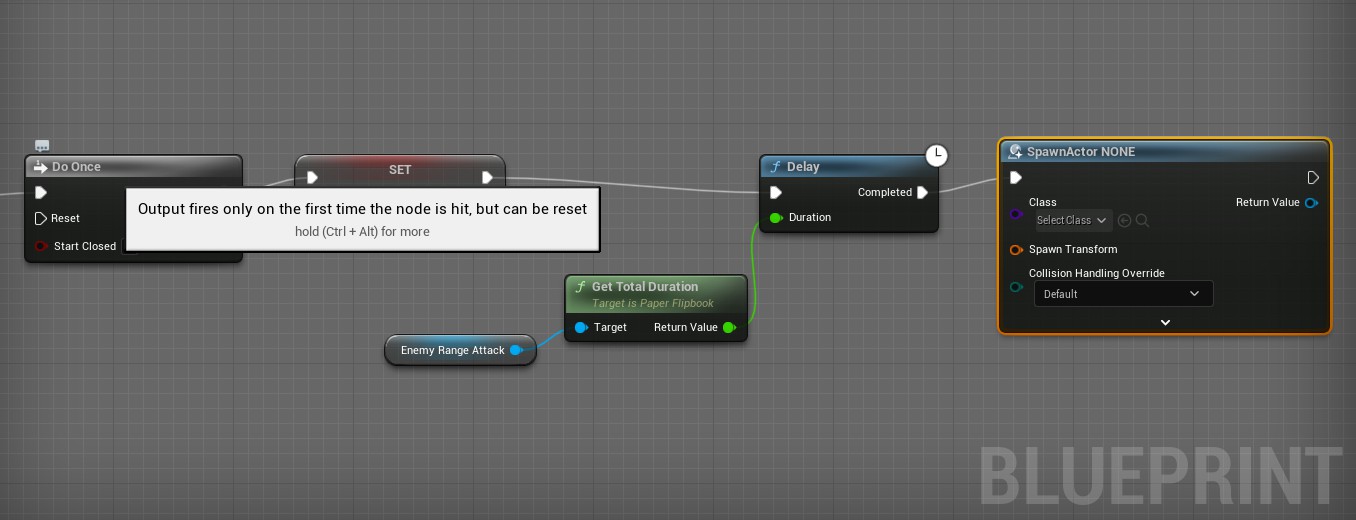 Do Once
Reset
Start Closed
SET
Output fires only on the first time the node is hit, but can be reset
hold (Ctrl + Alt) for more
Delay
Completed
Duration
Get Total Duration
Target is Paper Flipbook
Target
Return Value
Enemy Range Attack
SpawnActor NONE
Class
Return Value
Select Class
Spawn Transform
Collision Handling Override
Default
BLUEPRINT